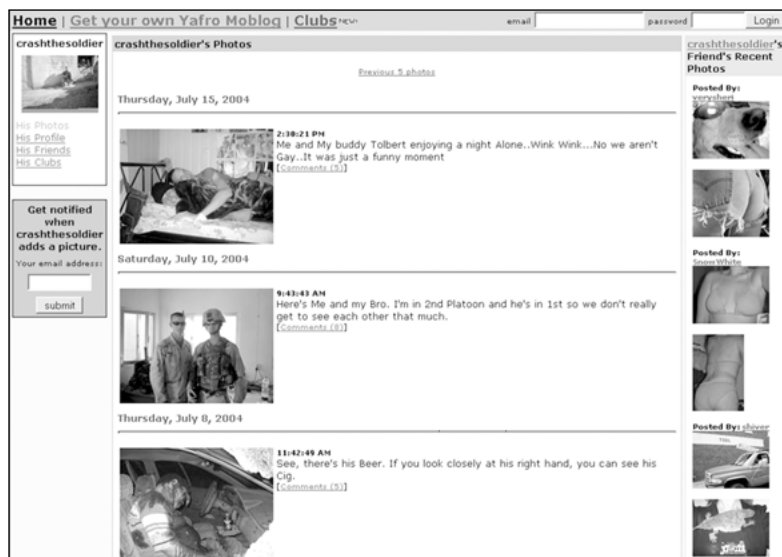 Home | Get your own Yafro Moblog | Clubs NEW!
email
password
Login
crashthesoldier
His Photos
His Profile
His Friends
His Clubs
Get notified
when
crashthesoldier
adds a picture.
Your email address:
submit
crashthesoldier's Photos
Previous 5 photos
Thursday, July 15, 2004
2:30:21 PM
Me and My buddy Tolbert enjoying a night Alone..Wink Wink...No we aren't
Gay..It was just a funny moment
[Comments (5)]
Saturday, July 10, 2004
9:43:43 AM
Here's Me and my Bro. I'm in 2nd Platoon and he's in 1st so we don't really
get to see each other that much.
[Comments (8)]
Thursday, July 8, 2004
11:42:49 AM
See, there's his Beer. If you look closely at his right hand, you can see his
Cig.
[Comments (5)]
crashthesoldier's
Friend's Recent
Photos
Posted By:
verysheri
Posted By:
SnowWhite
Posted By: shiver